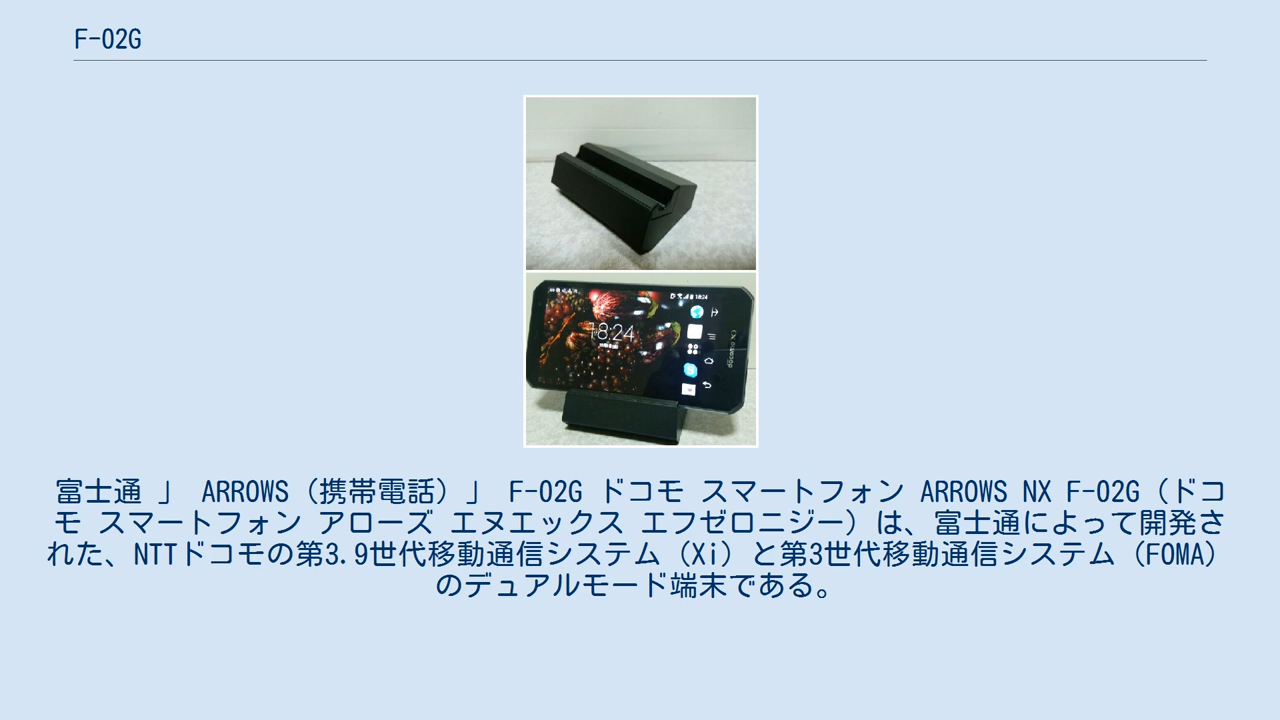 F-02G
18:24
18:24
docomo
富士通 」 ARROWS（携帯電話）」 F-02G ドコモ スマートフォン ARROWS NX F-02G（ドコ
モ スマートフォン アローズ エヌエックス エフゼロニジー）は、富士通によって開発さ
れた、NTTドコモの第3.9世代移動通信システム（Xi）と第3世代移動通信システム（FOMA）
のデュアルモード端末である。